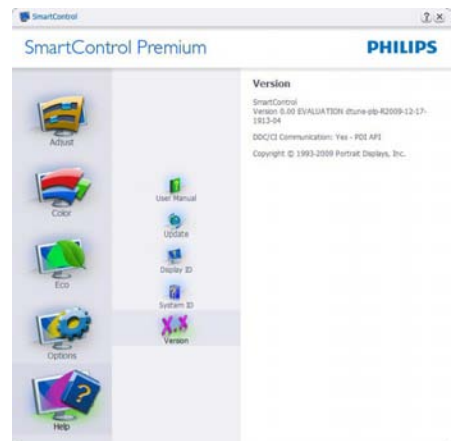 SmartControl
SmartControl Premium
PHILIPS
Adjust
Color
Eco
Options
Help
User Manual
Update
Display ID
System ID
X.X
Version
Version
SmartControl
Version 0.00 EVALUATION dtune-plp-R2009-12-17-
1913-04
DDC/CI Communication: Yes - PDI API
Copyright © 1993-2009 Portrait Displays, Inc.